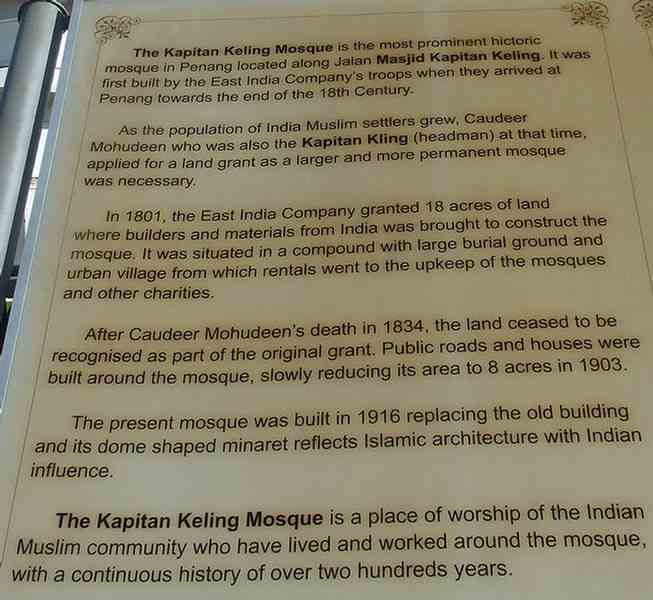 The Kapitan Keling Mosque is the most prominent hictoric
mosque in Penang located along Jalan Masjid Kapitan Keling. It was
first built by the East India Company's troops when they arrived at
Penang towards the end of the 18th Century.
As the population of India Muslim settlers grew, Caudeer
Mohudeen who was also the Kapitan Kling (headman) at that time,
applied for a land grant as a larger and more permanent mosque
was necessary.
In 1801, the East India Company granted 18 acres of land
where builders and materials from India was brought to construct the
mosque. It was situated in a compound with large burial ground and
urban village from which rentals went to the upkeep of the mosques
and other charities.
After Caudeer Mohudeen's death in 1834, the land ceased to be
recognised as part of the original grant. Public roads and houses were
built around the mosque, slowly reducing its area to 8 acres in 1903.
The present mosque was built in 1916 replacing the old building
and its dome shaped minaret reflects Islamic architecture with Indian
influence.
The Kapitan Keling Mosque is a place of worship of the Indian
Muslim community who have lived and worked around the mosque,
with a continuous history of over two hundreds years.